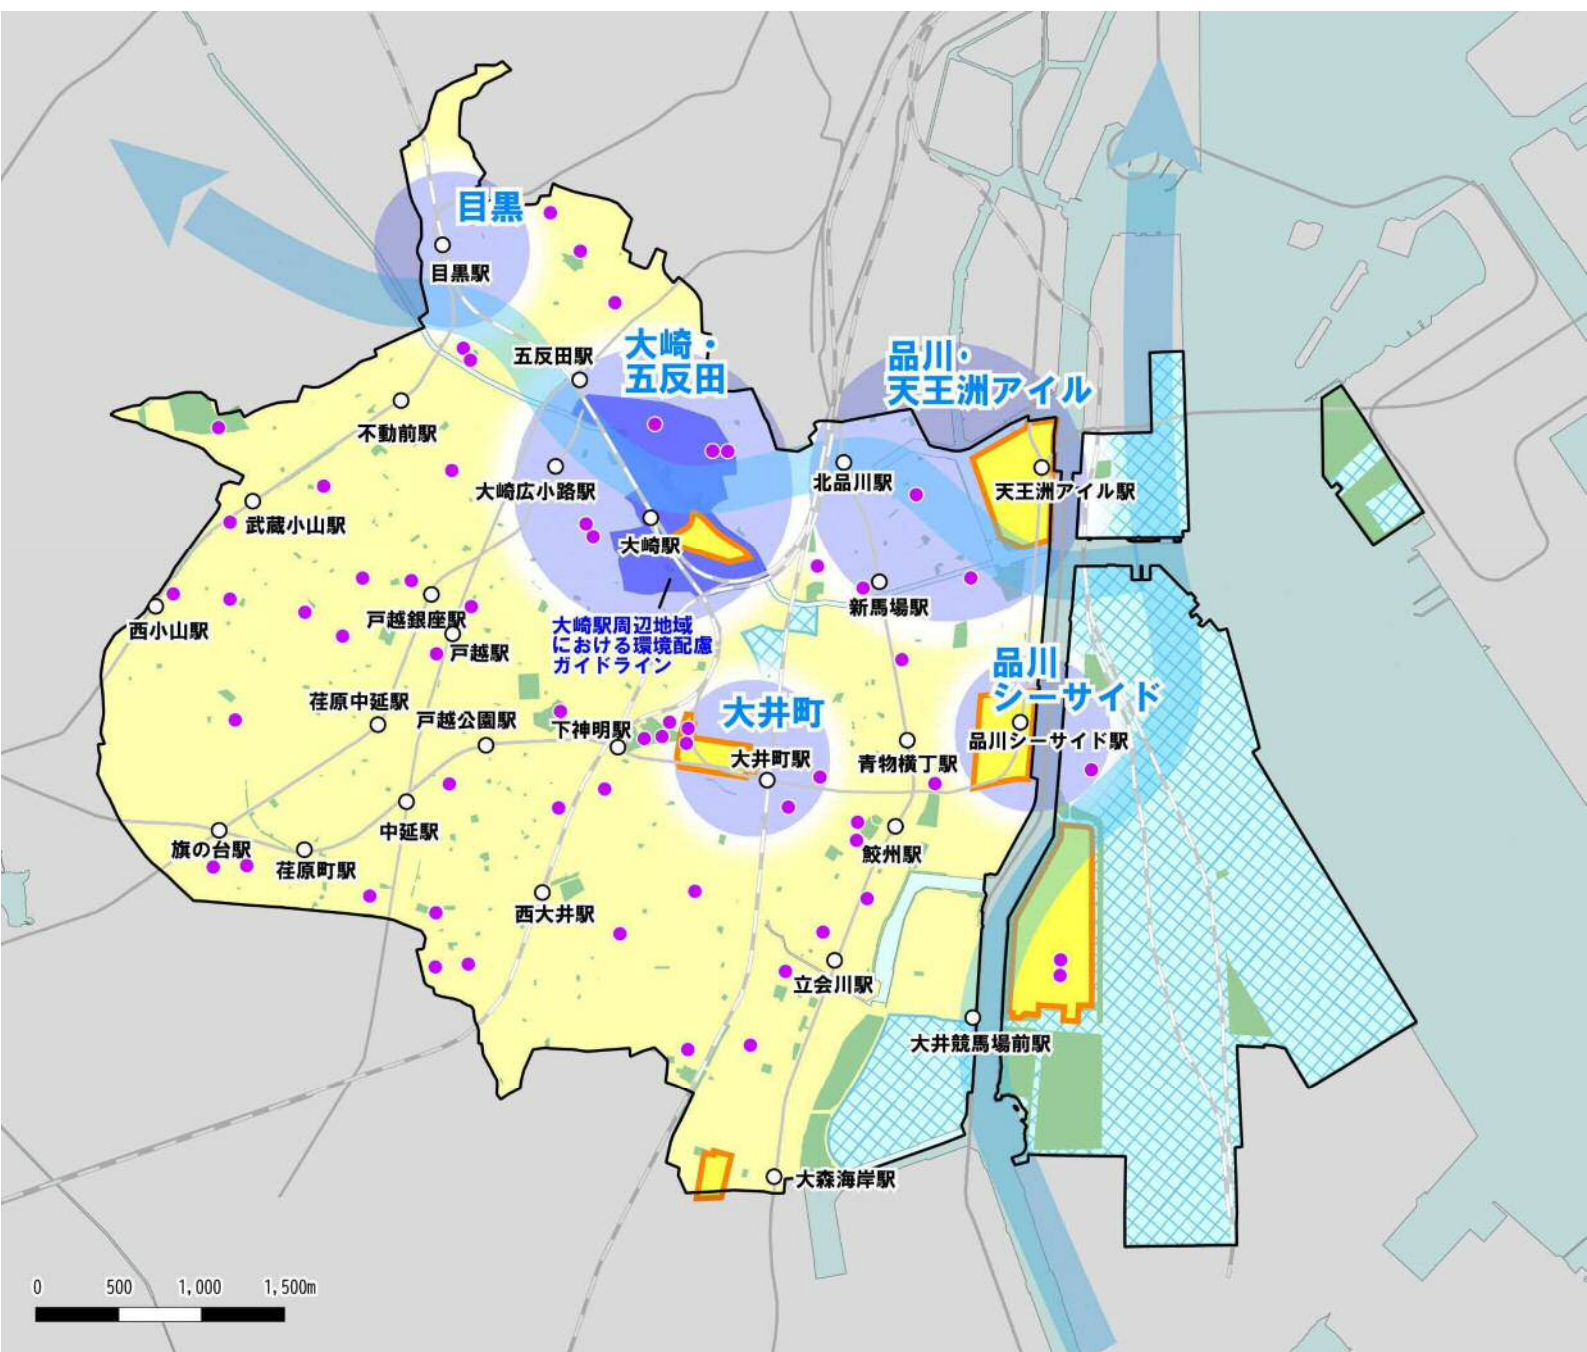 目黒
目黒駅
大崎・
五反田
五反田駅
品川・
天王洲アイル
不動前駅
大崎広小路駅
北品川駅
天王洲アイル駅
武蔵小山駅
大崎駅
新馬場駅
戸越銀座駅
西小山駅
大崎駅周辺地域
における環境配慮
ガイドライン
戸越駅
品川
シーサイド
荏原中延駅
戸越公園駅
下神明駅
大井町
大井町駅
青物横丁駅
品川シーサイド駅
中延駅
旗の台駅
荏原町駅
鮫州駅
西大井駅
立会川駅
大井競馬場前駅
大森海岸駅
0 500 1,000 1,500m